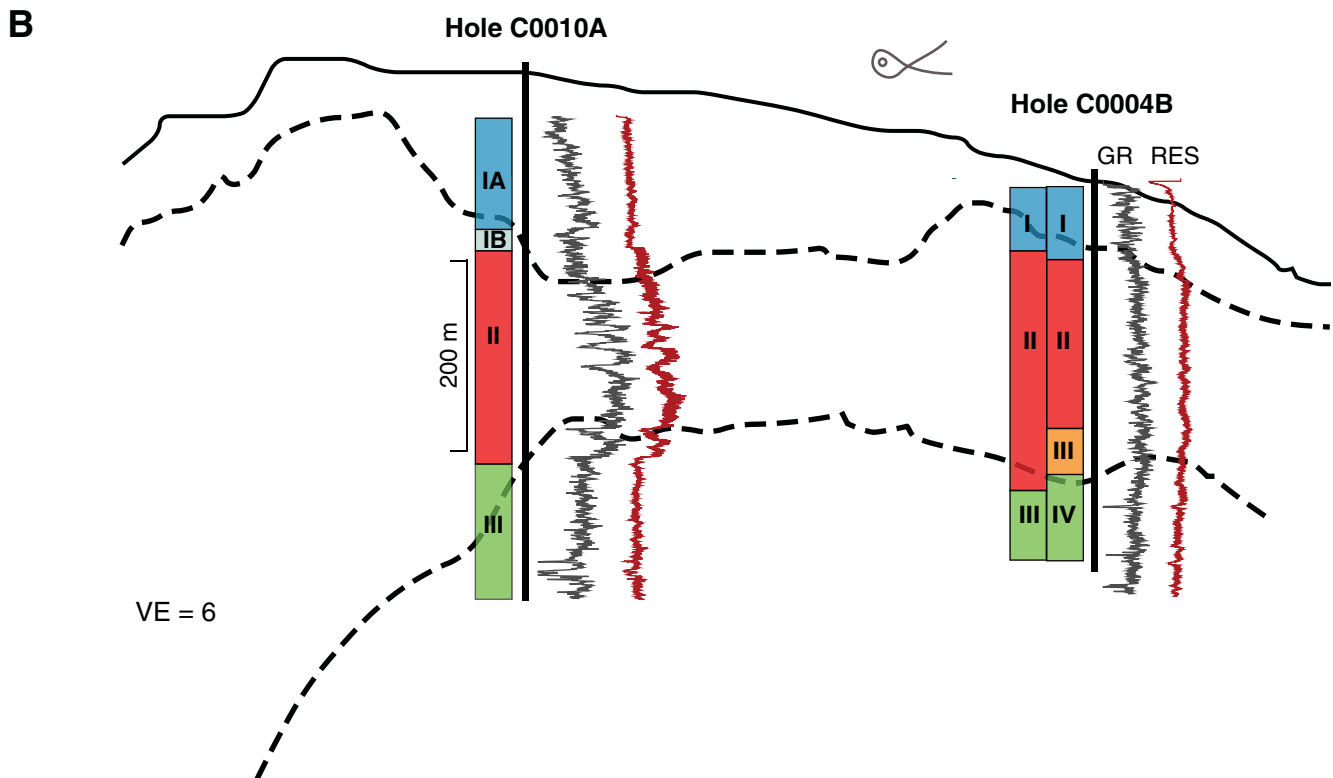 B
Hole C0010A
Hole C0004B
GR RES
IA
I I
IB
II
II II
200 m
III
III
III IV
VE = 6